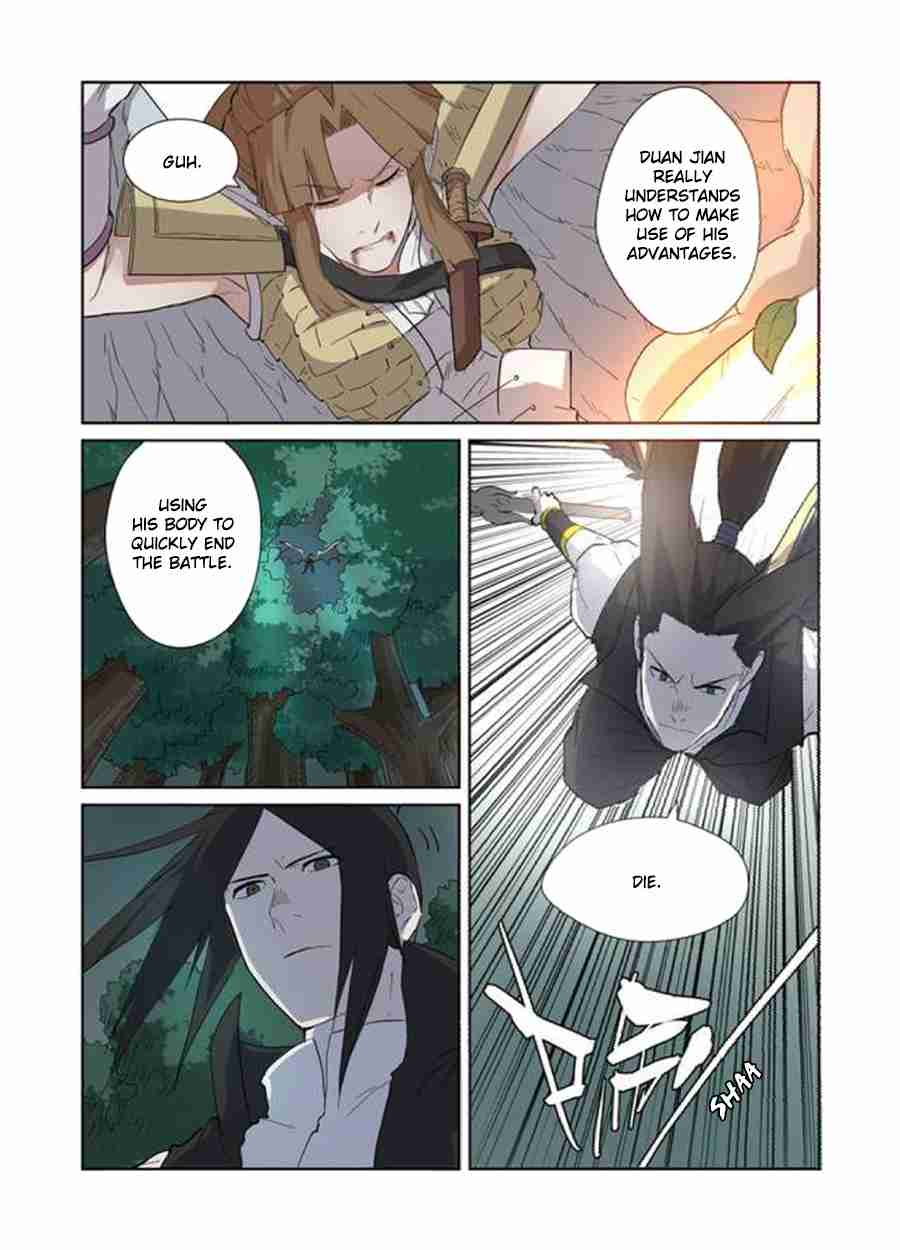 GUH.
DUAN JIAN
REALLY
UNDERSTANDS
HOW TO MAKE
USE OF HIS
ADVANTAGES.
USING
HIS BODY TO
QUICKLY END
THE BATTLE.
DIE.
SHAA